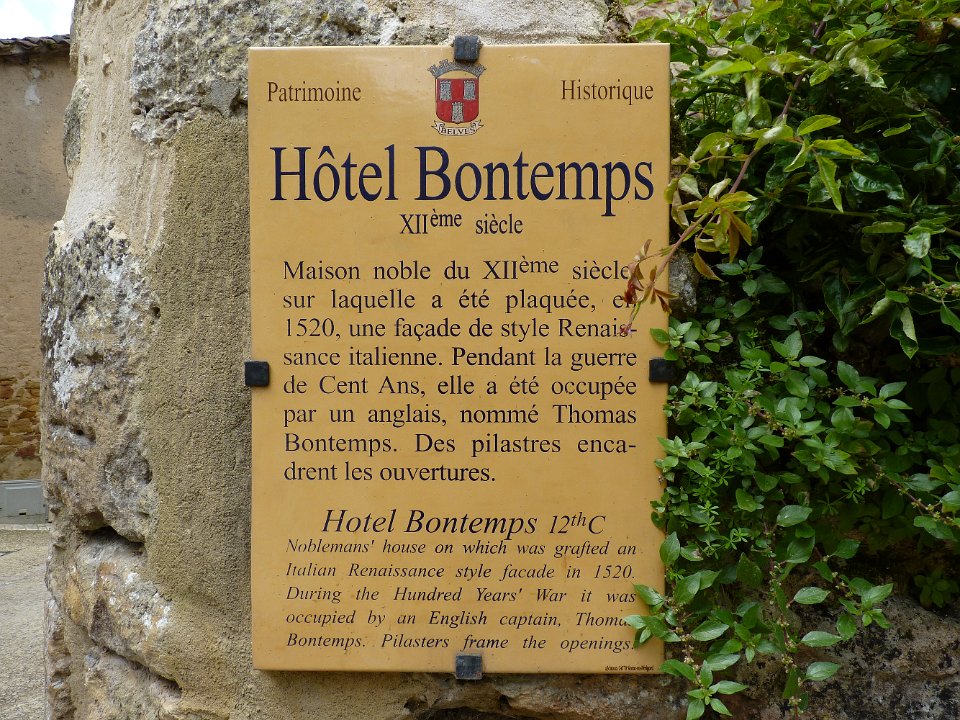 Patrimoine Historique
BELVES
Hôtel Bontemps
XIIème siècle
Maison noble du XIIème siècle
sur laquelle a été plaquée,
1520, une façade de style Renais-
sance italienne. Pendant la guerre
de Cent Ans, elle a été occupée
par un anglais, nommé Thomas
Bontemps. Des pilastres enca-
drent les ouvertures.
Hotel Bontemps 12thC
Noblemans' house on which was grafted an
Italian Renaissance style facade in 1520.
During the Hundred Years' War it was
occupied by an English captain, Thomas
Bontemps. Pilasters frame the openings.